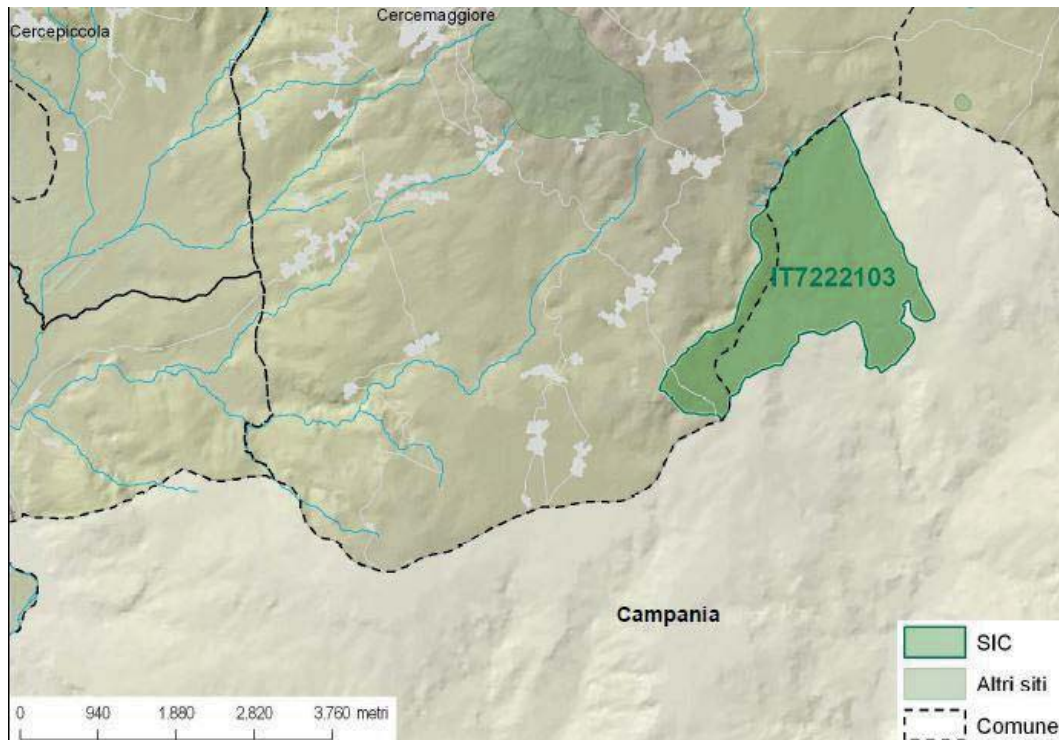 Cercemaggiore
Cercepiccola
IT7222103
Campania
SIC
Altri siti
Comune
0 940 1.880 2.820 3.760 metri